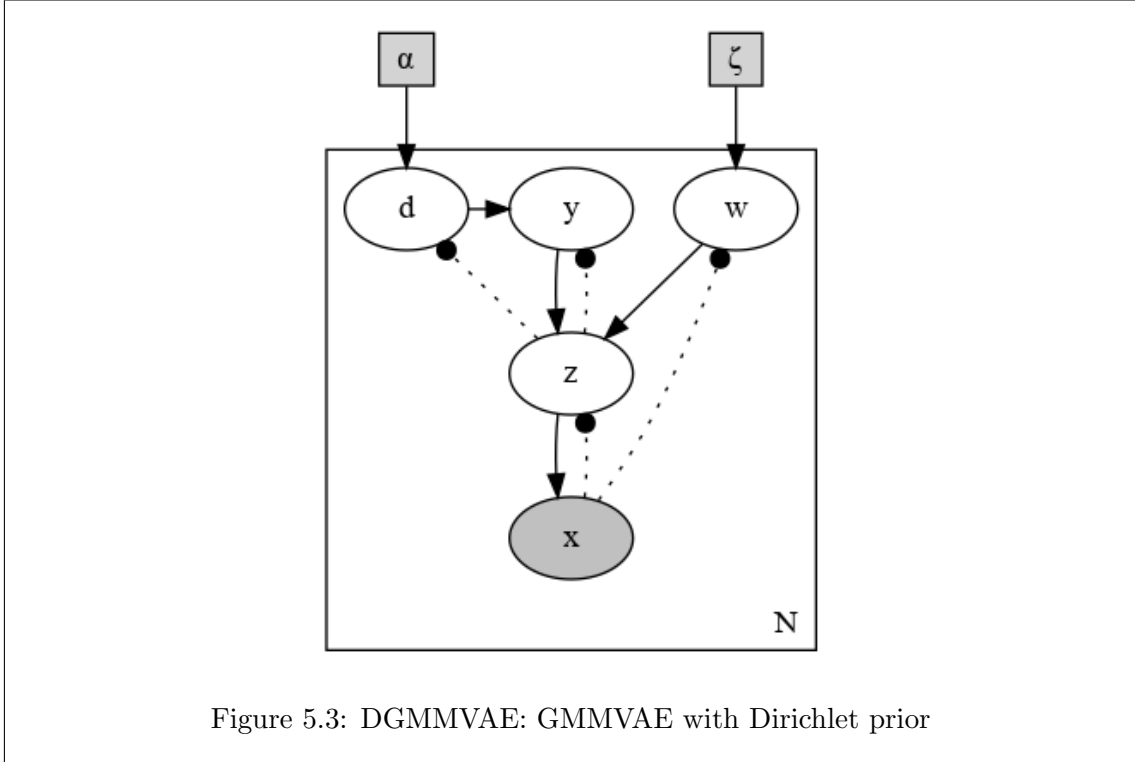 α ζ
d y w
z
x
N
Figure 5.3: DGMMVAE: GMMVAE with Dirichlet prior